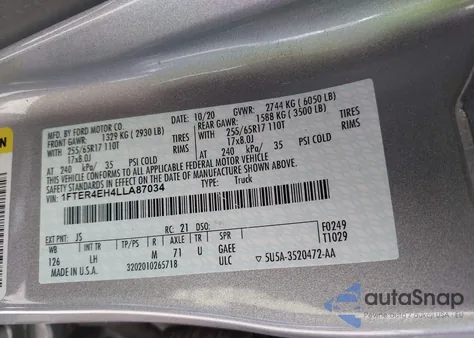 MFD. BY FORD MOTOR CO. 10/20 GVWR: 2744 KG (6050 LB)
FRONT GAWR: 1329 KG (2930 LB) REAR GAWR: 1588 KG (3500 LB)
WITH 255/65R17 110T TIRES WITH 255/65R17 110T TIRES
17x8.0J RIMS 17x8.0J RIMS
AT 240 kPa/ 35 PSI COLD AT 240 kPa/ 35 PSI COLD
THIS VEHICLE CONFORMS TO ALL APPLICABLE FEDERAL MOTOR VEHICLE
SAFETY STANDARDS IN EFFECT ON THE DATE OF MANUFACTURE SHOWN ABOVE.
VIN: 1FTER4EH4LLA87034 TYPE: Truck
EXT PNT: JS RC: 21 DSO: F0249
WB INT TR TP/PS R AXLE TR SPR T1029
126 LH M 71 U GAEE
MADE IN U.S.A. 3202010265718 ULC 5U5A-3520472-AA
autoSnap